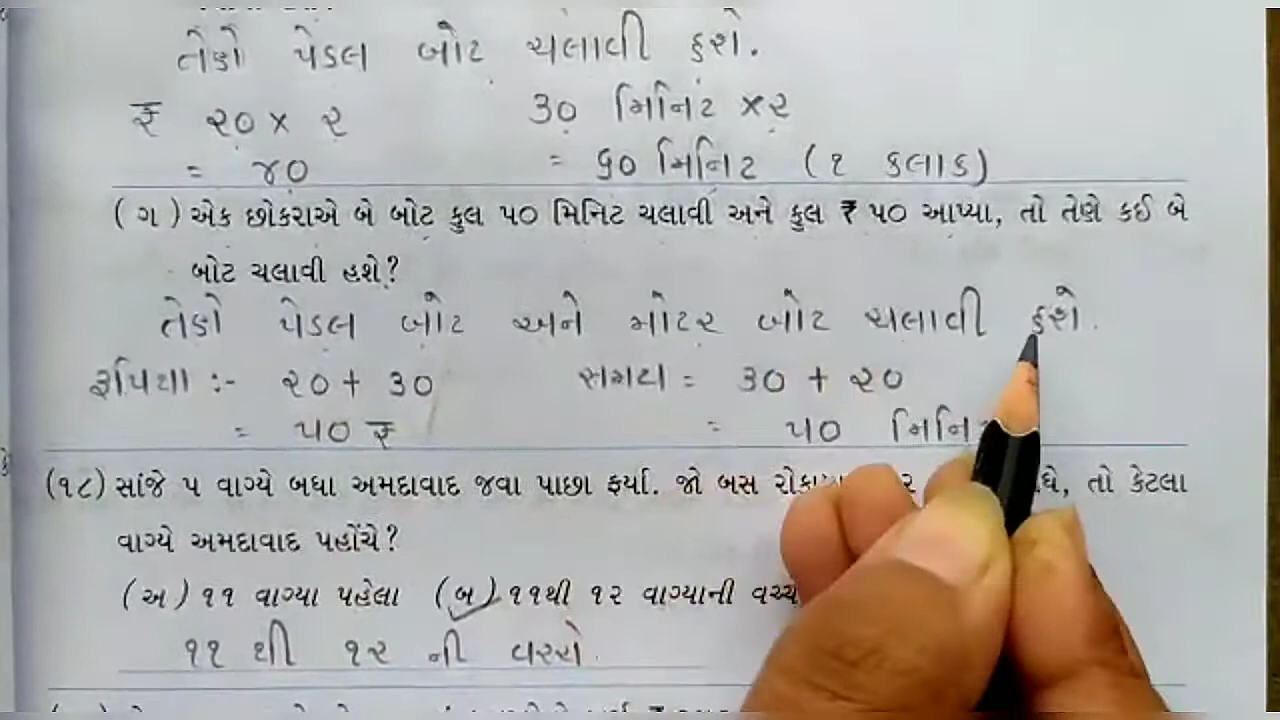 તેણે પેડલ બોટ ચલાવી હશે.
₹ ૨૦ × ૨ ૩૦ મિનિટ × ૨
= ૪૦ = ૬૦ મિનિટ (૧ કલાક)
(ગ) એક છોકરાએ બે બોટ કુલ ૫૦ મિનિટ ચલાવી અને કુલ ₹ ૫૦ આપ્યા, તો તેણે કઈ બે
બોટ ચલાવી હશે?
તેણે પેડલ બોટ અને મોટર બોટ ચલાવી હશે.
રૂપિયા :- ૨૦ + ૩૦ સમય = ૩૦ + ૨૦
= ૫૦ ₹ = ૫૦
(૧૮) સાંજે ૫ વાગ્યે બધા અમદાવાદ જવા પાછા ફર્યા. જો બસ તો કેટલા
વાગ્યે અમદાવાદ પહોંચે?
(અ) ૧૧ વાગ્યા પહેલા (બ) ૧૧થી ૧૨ વાગ્યાની
૧૧ થી ૧૨ ની વચ્ચે.